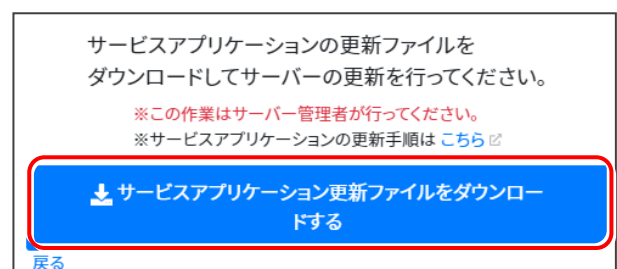 サービスアプリケーションの更新ファイルを
ダウンロードしてサーバーの更新を行ってください。
※この作業はサーバー管理者が行ってください。
※サービスアプリケーションの更新手順は こちら
サービスアプリケーション更新ファイルをダウンロー
ドする
戻る